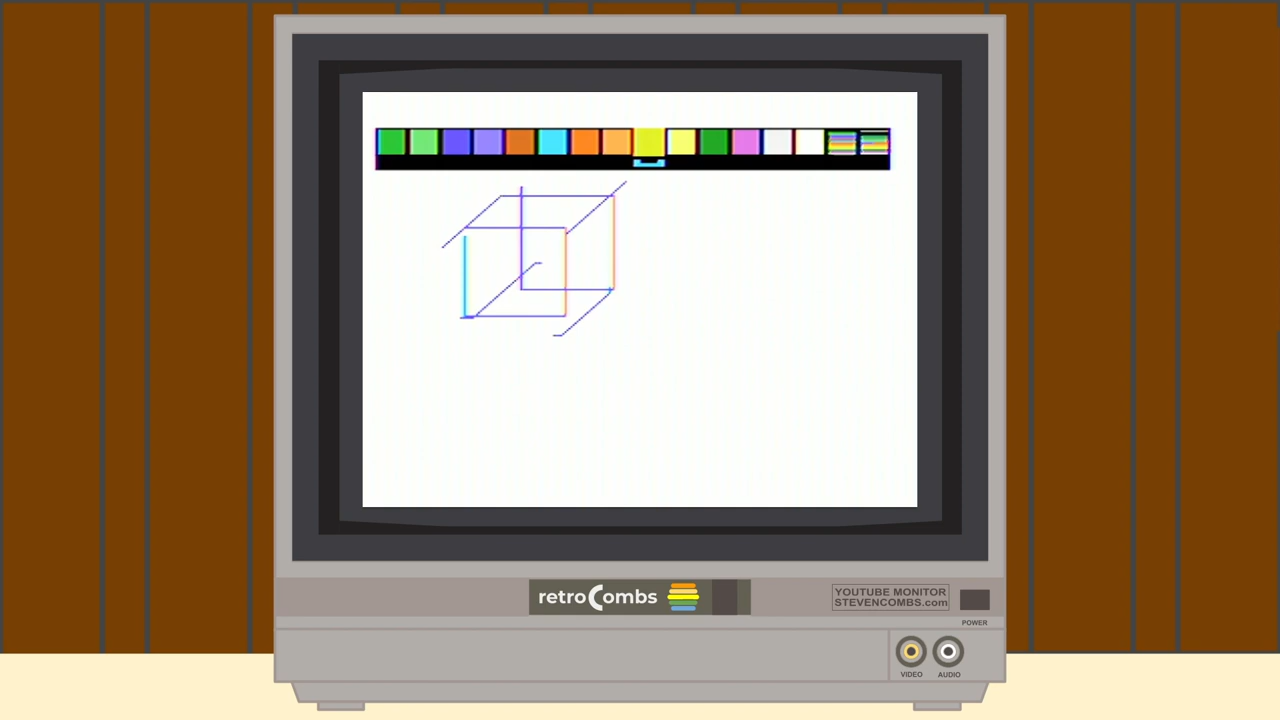 retroCombs
YOUTUBE MONITOR
STEVENCOMBS.com
POWER
VIDEO
AUDIO